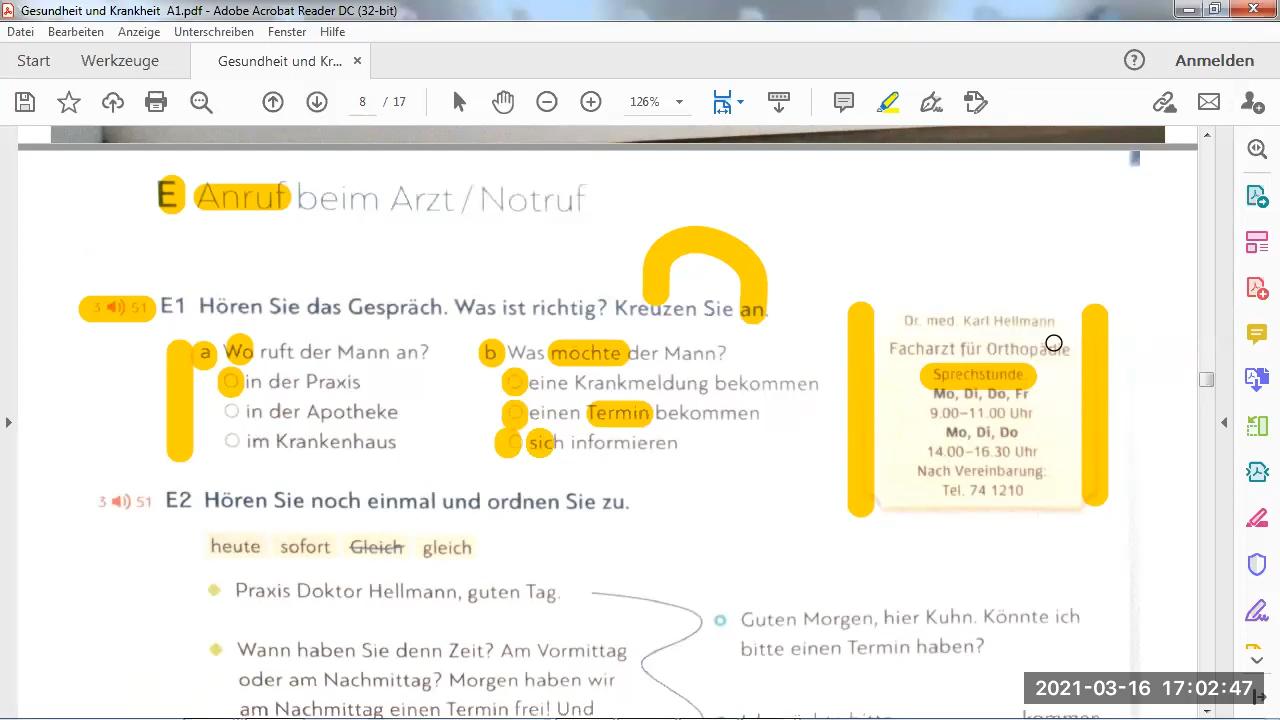 Gesundheit und Krankheit A1.pdf - Adobe Acrobat Reader DC (32-bit)
Datei Bearbeiten Anzeige Unterschreiben Fenster Hilfe
Start Werkzeuge Gesundheit und Kr... × Anmelden
8 / 17 126%
E Anruf beim Arzt / Notruf
3 51 E1 Hören Sie das Gespräch. Was ist richtig? Kreuzen Sie an.
a Wo ruft der Mann an?
in der Praxis
in der Apotheke
im Krankenhaus
b Was möchte der Mann?
eine Krankmeldung bekommen
einen Termin bekommen
sich informieren
Dr. med. Karl Hellmann
Facharzt für Orthopädie
Sprechstunde
Mo, Di, Do, Fr
9.00–11.00 Uhr
Mo, Di, Do
14.00–16.30 Uhr
Nach Vereinbarung:
Tel. 74 1210
3 51 E2 Hören Sie noch einmal und ordnen Sie zu.
heute sofort Gleich gleich
Praxis Doktor Hellmann, guten Tag.
Guten Morgen, hier Kuhn. Könnte ich
bitte einen Termin haben?
Wann haben Sie denn Zeit? Am Vormittag
oder am Nachmittag? Morgen haben wir
am Nachmittag einen Termin frei! Und
kommen
2021-03-16 17:02:47